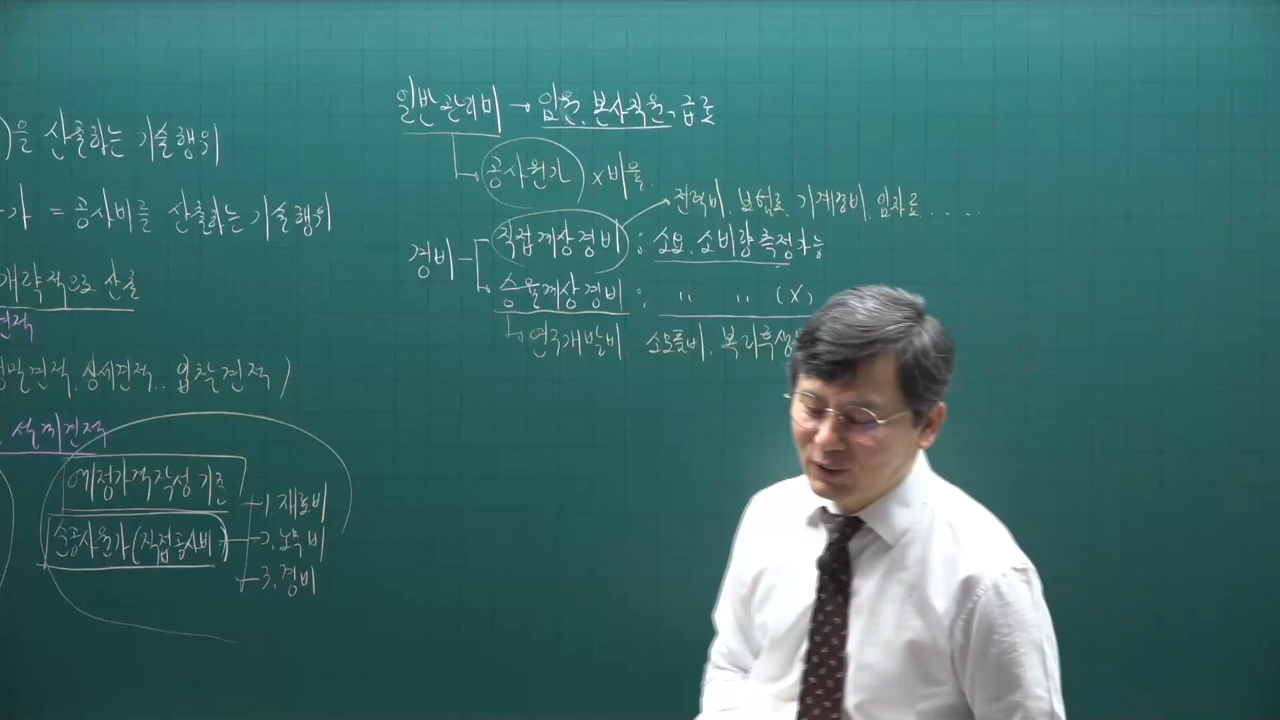 )을 산출하는 기술행위
가 = 공사비를 산출하는 기술행위
개략적으로 산출
견적
정밀견적, 상세견적.. 입찰견적)
설계견적
예정가격작성 기준
순공사원가(직접공사비)
1. 재료비
2. 노무비
3. 경비
일반관리비 → 임원, 본사직원 급료
공사원가 x 비율.
전력비, 보험료, 기계경비, 임차료.....
경비 직접계상경비 : 소요, 소비량측정가능
승율계상경비 : " " (X)
연구개발비 소모품비, 복리후생